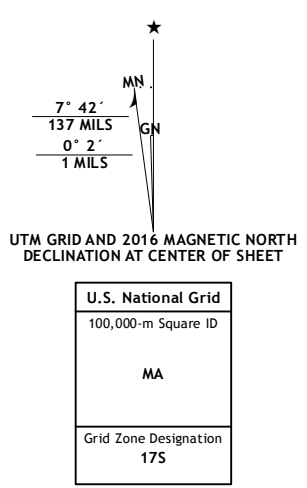 ★
MN
7° 42´
137 MILS
GN
0° 2´
1 MILS
UTM GRID AND 2016 MAGNETIC NORTH
DECLINATION AT CENTER OF SHEET
U.S. National Grid
100,000-m Square ID
MA
Grid Zone Designation
17S